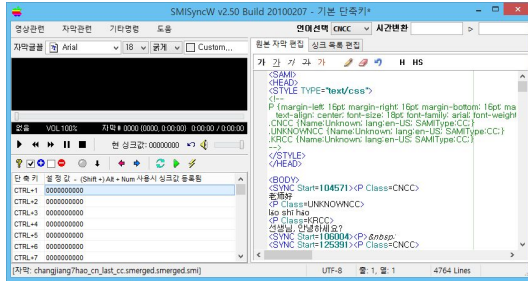 SMISyncW v2.50 Build 20100207 - 기본 단축키*
영상관련 자막관련 기타명령 도움
언어선택 CNCC 시간변환 >
자막글꼴 Arial 18 굵게 Custom...
원본 자막 편집 싱크 목록 편집
가 가 가 가 가 H HS
<SAMI>
<HEAD>
<STYLE TYPE="text/css">
<!--
P {margin-left: 16pt; margin-right: 16pt; margin-bottom: 16pt; ma
text-align: center; font-size: 18pt; font-family: arial; font-weight
.CNCC {Name:Unknown; lang:en-US; SAMIType:CC;}
.UNKNOWNCC {Name:Unknown; lang:en-US; SAMIType:CC;}
.KRCC {Name:Unknown; lang:en-US; SAMIType:CC;}
-->
</STYLE>
</HEAD>
<BODY>
<SYNC Start=104571><P Class=CNCC>
老师好
<P Class=UNKNOWNCC>
lǎo shī hǎo
<P Class=KRCC>
선생님, 안녕하세요?
<SYNC Start=106004><P>&nbsp;
<SYNC Start=125391><P Class=CNCC>
없음 VOL 100% 자막# 0000 (0000, 0:00:00) 0:00:00 / 0:00:00
현 싱크값: 00000000
단 축 키 설 정 값 - (Shift +) Alt + Num 사용시 싱크값 등록됨
CTRL+1 0000000000
CTRL+2 0000000000
CTRL+3 0000000000
CTRL+4 0000000000
CTRL+5 0000000000
CTRL+6 0000000000
CTRL+7 0000000000
[자막: changjiang7hao_cn_last_cc.smerged.smerged.smi] UTF-8 줄: 1, 열: 1 4764 Lines